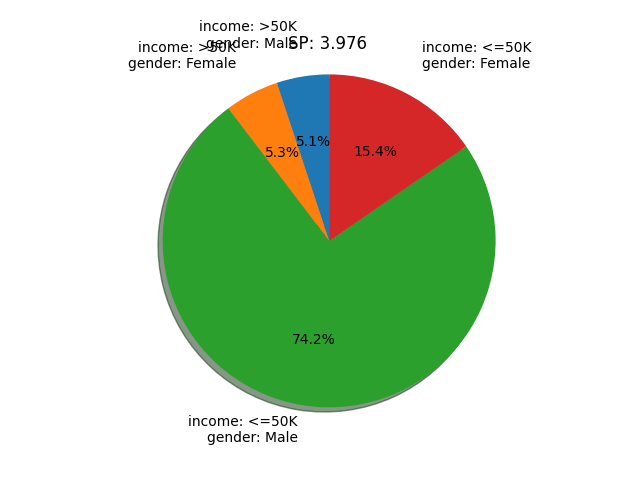 income: >50K
gender: Male
SP: 3.976
income: >50K
gender: Female
income: <=50K
gender: Female
5.1%
5.3%
15.4%
74.2%
income: <=50K
gender: Male